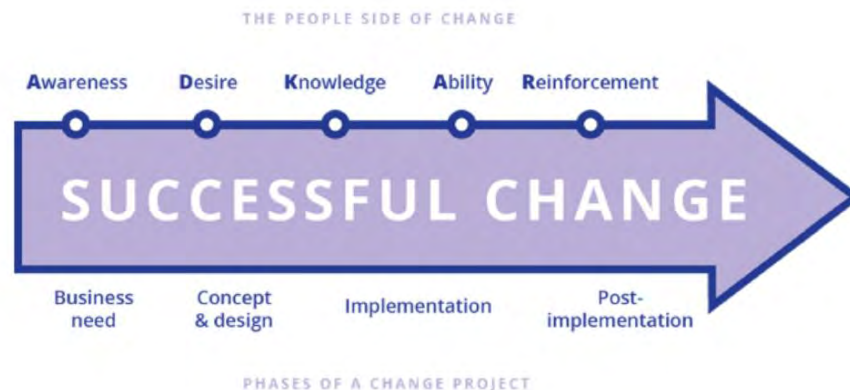 THE PEOPLE SIDE OF CHANGE
Awareness Desire Knowledge Ability Reinforcement
SUCCESSFUL CHANGE
Business need
Concept & design
Implementation
Post-implementation
PHASES OF A CHANGE PROJECT